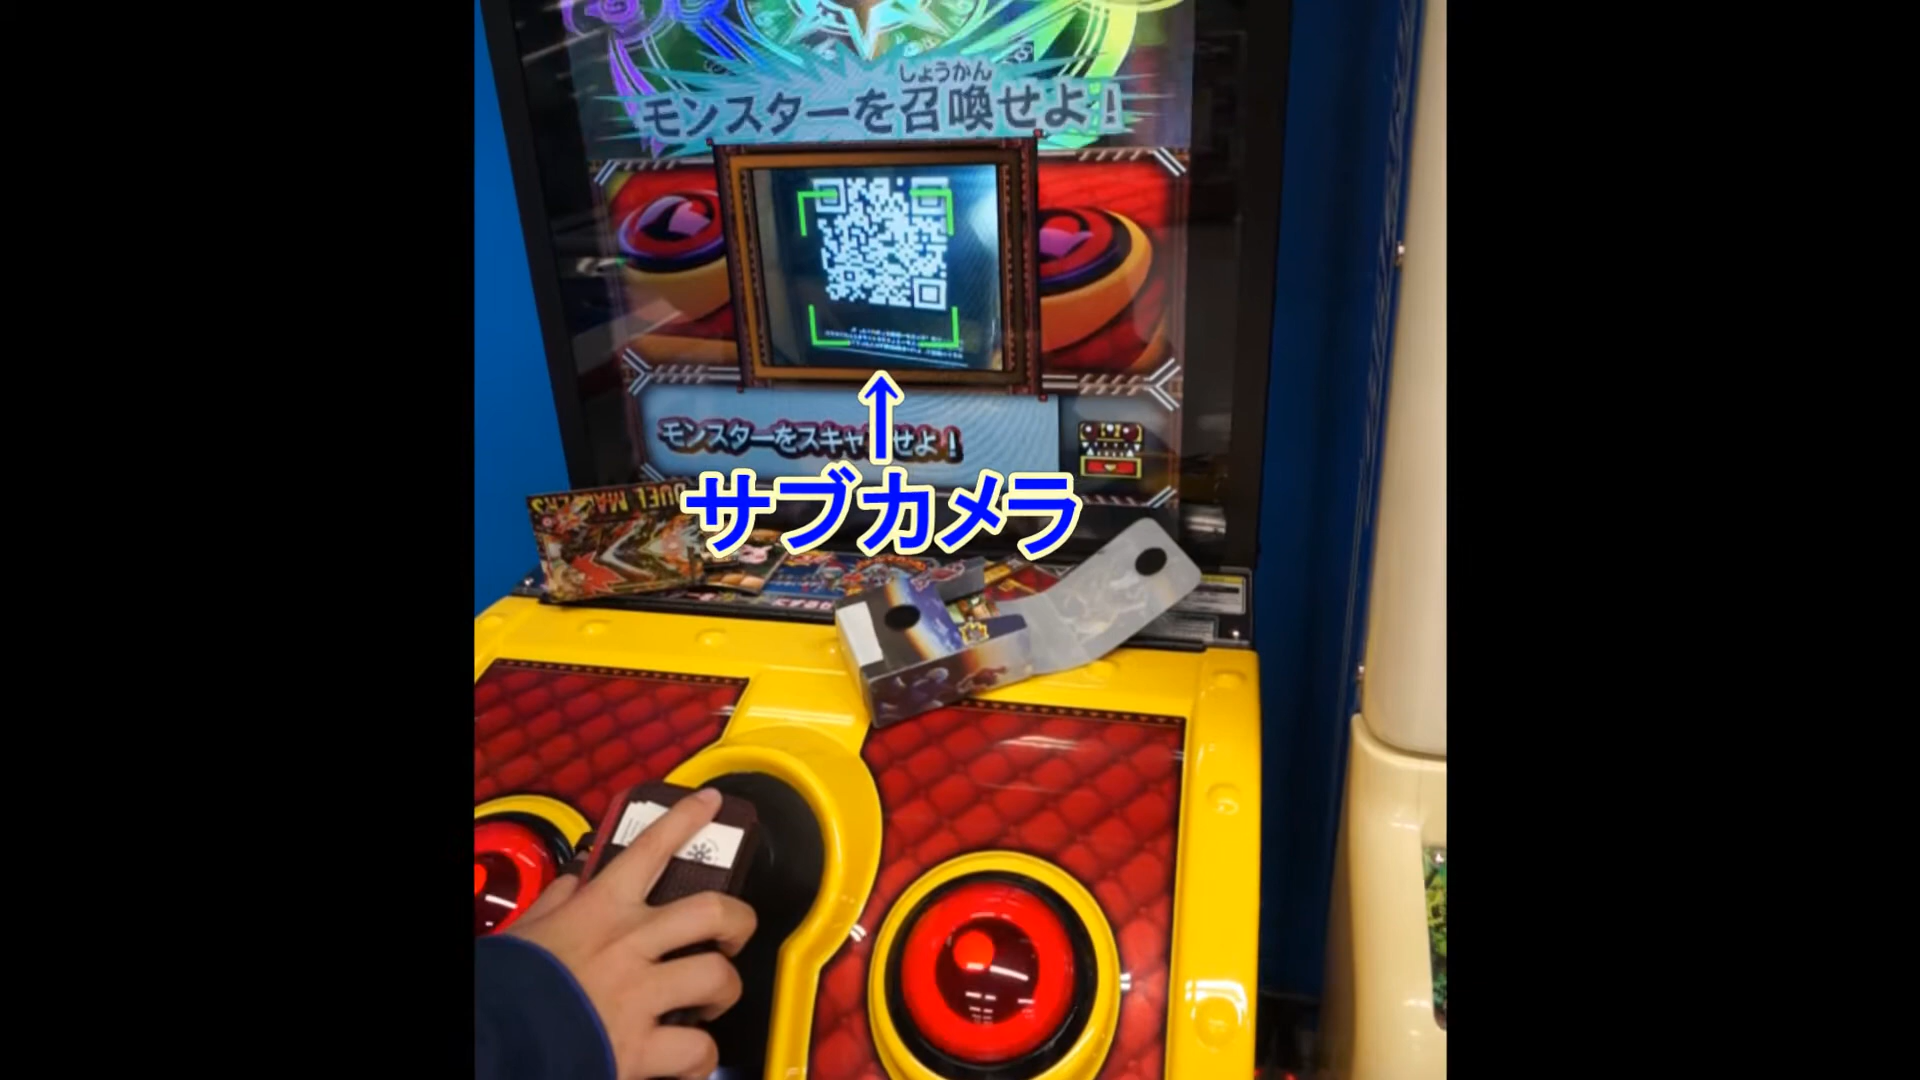 しょうかん
モンスターを召喚せよ！
モンスターをスキャ せよ！
サブカメラ
DUEL MASTERS